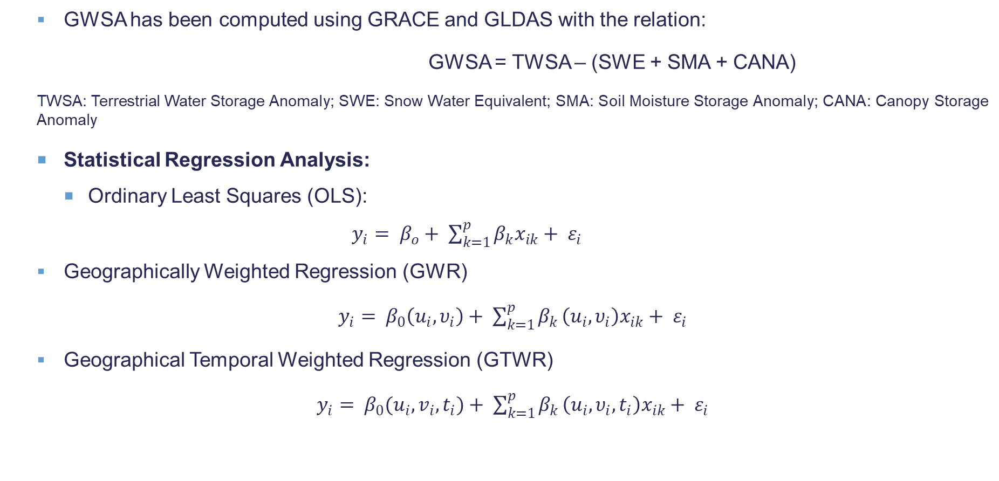 ▪ GWSA has been computed using GRACE and GLDAS with the relation:
GWSA = TWSA – (SWE + SMA + CANA)
TWSA: Terrestrial Water Storage Anomaly; SWE: Snow Water Equivalent; SMA: Soil Moisture Storage Anomaly; CANA: Canopy Storage
Anomaly
▪ Statistical Regression Analysis:
▪ Ordinary Least Squares (OLS):
$y_i = \beta_o + \sum_{k=1}^{p} \beta_k x_{ik} + \varepsilon_i$
▪ Geographically Weighted Regression (GWR)
$y_i = \beta_0(u_i, v_i) + \sum_{k=1}^{p} \beta_k (u_i, v_i) x_{ik} + \varepsilon_i$
▪ Geographical Temporal Weighted Regression (GTWR)
$y_i = \beta_0(u_i, v_i, t_i) + \sum_{k=1}^{p} \beta_k (u_i, v_i, t_i) x_{ik} + \varepsilon_i$